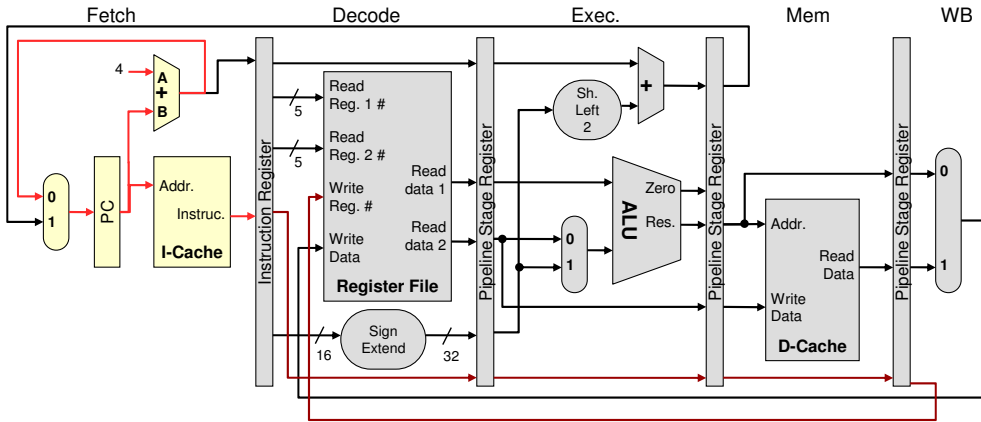 Fetch
Decode
Exec.
Mem
WB
4
A
+
B
0
1
PC
Addr.
Instruc.
I-Cache
Instruction Register
5
5
Read
Reg. 1 #
Read
Reg. 2 #
Write
Reg. #
Write
Data
Read
data 1
Read
data 2
Register File
16
Sign
Extend
32
Pipeline Stage Register
Sh.
Left
2
+
0
1
ALU
Zero
Res.
Pipeline Stage Register
Addr.
Read
Data
Write
Data
D-Cache
Pipeline Stage Register
0
1